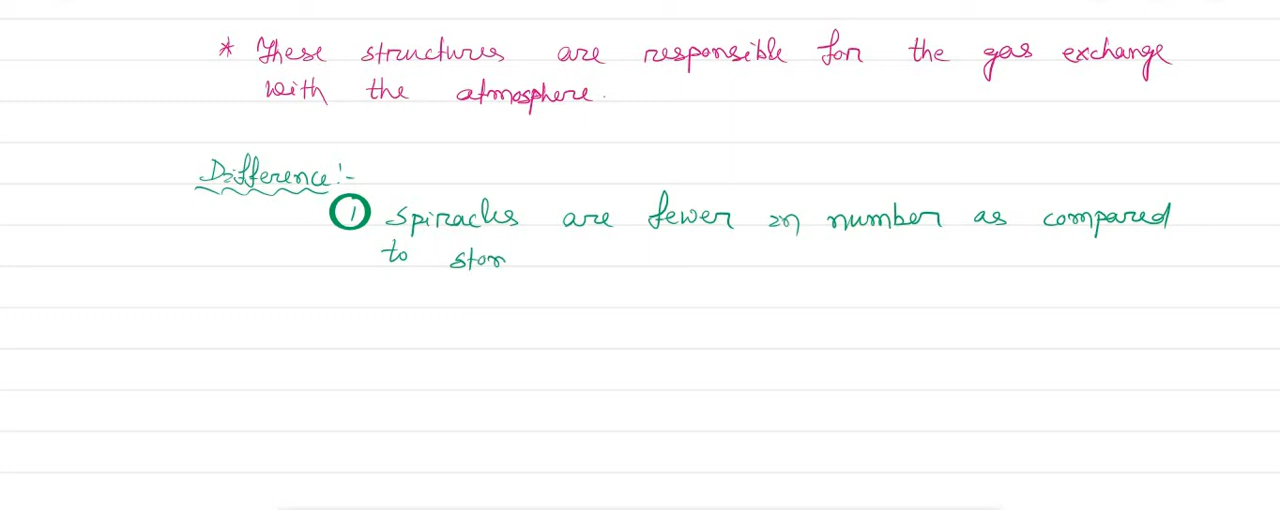 * These structures are responsible for the gas exchange
with the atmosphere.
Difference:-
① Spiracles are fewer in number as compared
to stom